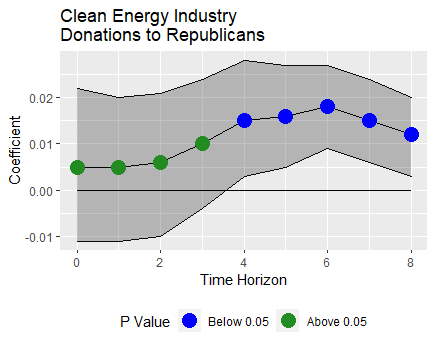 Clean Energy Industry
Donations to Republicans
Coefficient
0.02
0.01
0.00
-0.01
0 2 4 6 8
Time Horizon
P Value Below 0.05 Above 0.05